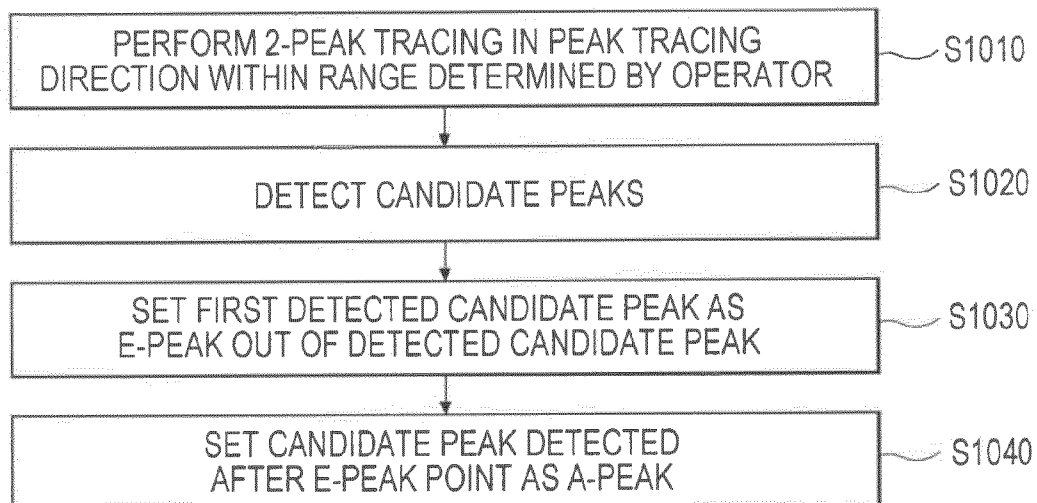 PERFORM 2-PEAK TRACING IN PEAK TRACING
DIRECTION WITHIN RANGE DETERMINED BY OPERATOR
S1010
DETECT CANDIDATE PEAKS
S1020
SET FIRST DETECTED CANDIDATE PEAK AS
E-PEAK OUT OF DETECTED CANDIDATE PEAK
S1030
SET CANDIDATE PEAK DETECTED
AFTER E-PEAK POINT AS A-PEAK
S1040